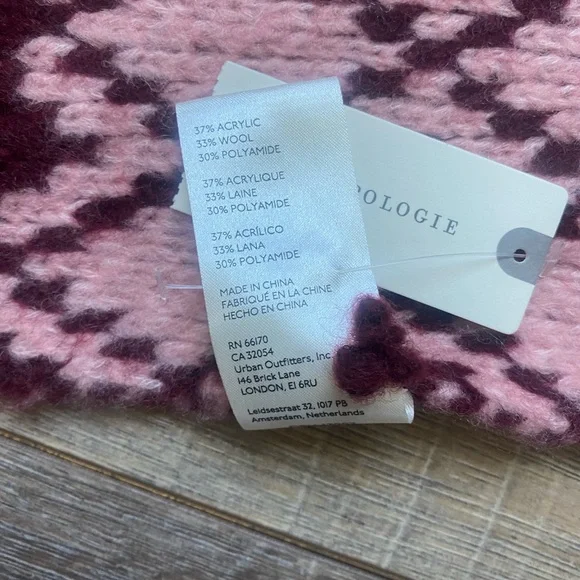 37% ACRYLIC
33% WOOL
30% POLYAMIDE
37% ACRYLIQUE
33% LAINE
30% POLYAMIDE
37% ACRÍLICO
33% LANA
30% POLYAMIDE
MADE IN CHINA
FABRIQUÉ EN LA CHINE
HECHO EN CHINA
RN 66170
CA 32054
Urban Outfitters, Inc
146 Brick Lane
LONDON, E1 6RU
Leidsestraat 32, 1017 PB
Amsterdam, Netherlands
POLOGIE